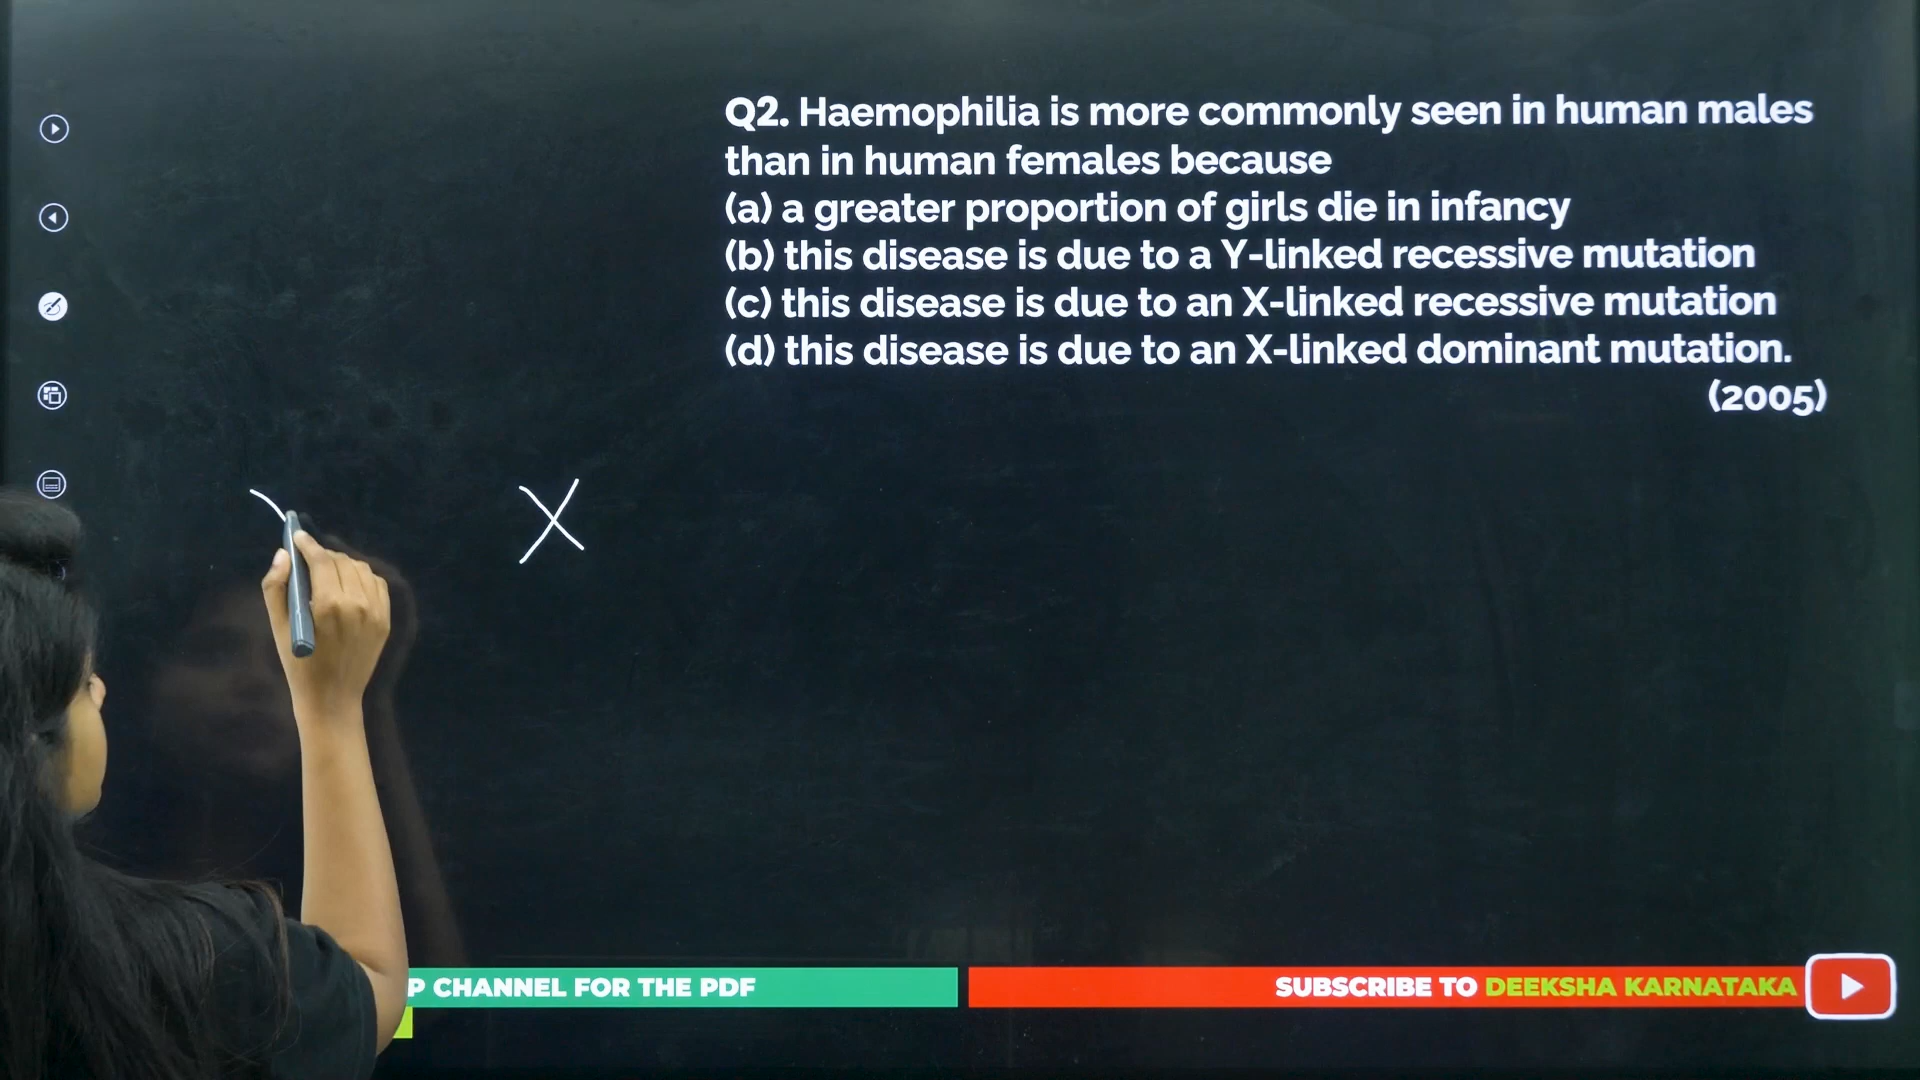 Q2. Haemophilia is more commonly seen in human males
than in human females because
(a) a greater proportion of girls die in infancy
(b) this disease is due to a Y-linked recessive mutation
(c) this disease is due to an X-linked recessive mutation
(d) this disease is due to an X-linked dominant mutation.
(2005)
X
P CHANNEL FOR THE PDF
SUBSCRIBE TO DEEKSHA KARNATAKA